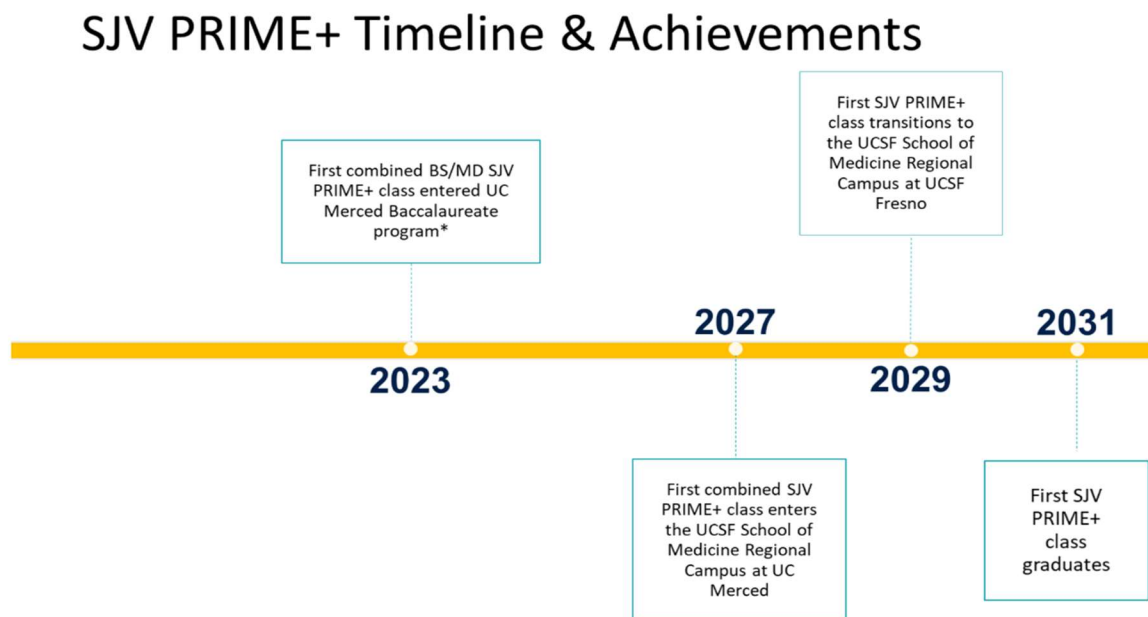 SJV PRIME+ Timeline & Achievements
First combined BS/MD SJV
PRIME+ class entered UC
Merced Baccalaureate
program*
2023
2027
First combined SJV
PRIME+ class enters
the UCSF School of
Medicine Regional
Campus at UC
Merced
First SJV PRIME+
class transitions to
the UCSF School of
Medicine Regional
Campus at UCSF
Fresno
2029
2031
First SJV
PRIME+
class
graduates